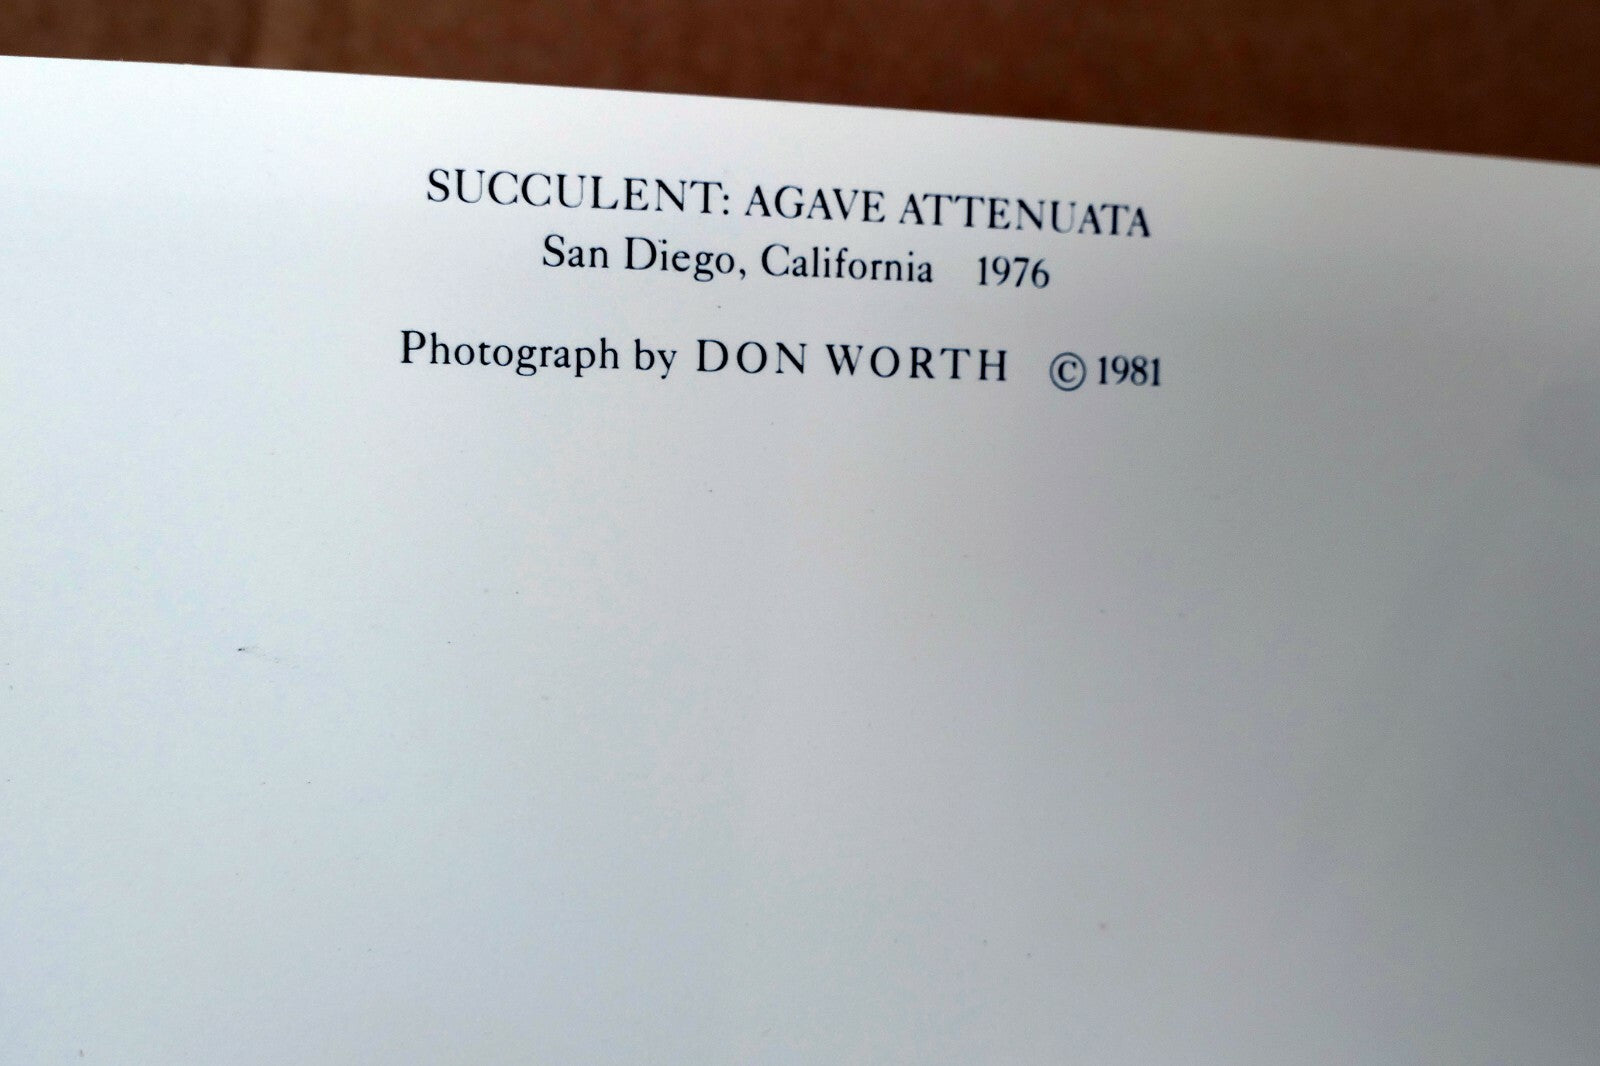 SUCCULENT: AGAVE ATTENUATA
San Diego, California 1976
Photograph by DON WORTH © 1981